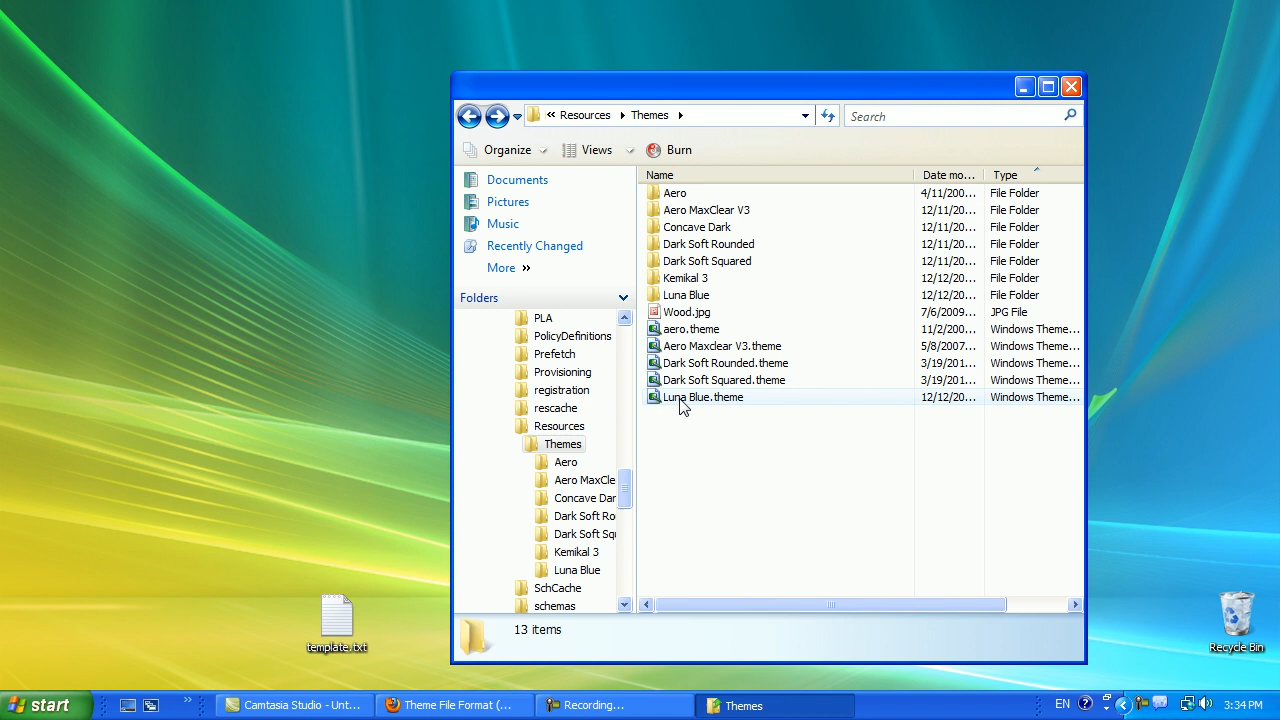 Resources
Themes
Search
Organize
Views
Burn
Documents
Pictures
Music
Recently Changed
More
Folders
PLA
PolicyDefinitions
Prefetch
Provisioning
registration
rescache
Resources
Themes
Aero
Aero MaxCle
Concave Dar
Dark Soft Ro
Dark Soft Squ
Kemikal 3
Luna Blue
SchCache
schemas
Name Date mo... Type
Aero 4/11/200... File Folder
Aero MaxClear V3 12/11/20... File Folder
Concave Dark 12/11/20... File Folder
Dark Soft Rounded 12/11/20... File Folder
Dark Soft Squared 12/11/20... File Folder
Kemikal 3 12/12/20... File Folder
Luna Blue 12/12/20... File Folder
Wood.jpg 7/6/2009... JPG File
aero.theme 11/2/200... Windows Theme...
Aero Maxclear V3.theme 5/8/2007... Windows Theme...
Dark Soft Rounded.theme 3/19/201... Windows Theme...
Dark Soft Squared.theme 3/19/201... Windows Theme...
Luna Blue.theme 12/12/20... Windows Theme...
13 items
template.txt
Recycle Bin
start
Camtasia Studio - Unt...
Theme File Format (...
Recording...
Themes
EN
3:34 PM